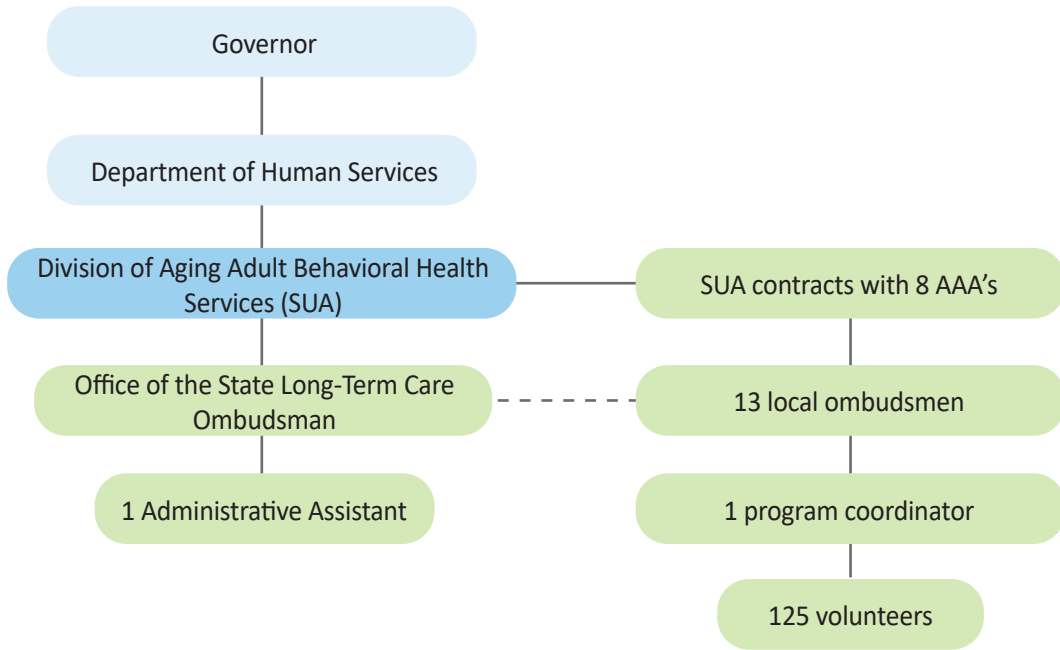 Governor
Department of Human Services
Division of Aging Adult Behavioral Health
Services (SUA)
SUA contracts with 8 AAA's
Office of the State Long-Term Care
Ombudsman
13 local ombudsmen
1 Administrative Assistant
1 program coordinator
125 volunteers